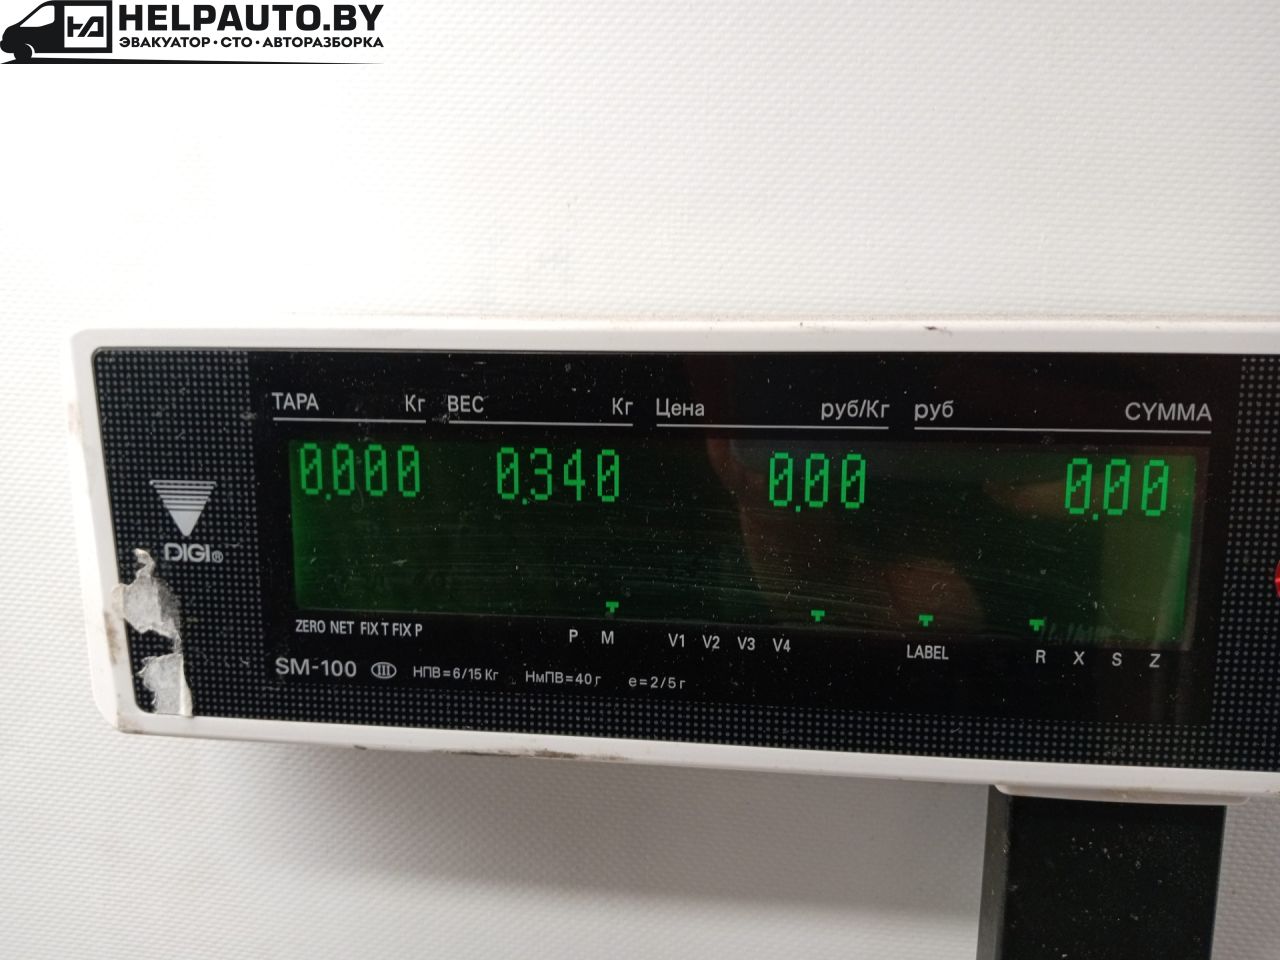 HELPAUTO.BY
ЭВАКУАТОР · СТО · АВТОРАЗБОРКА
ТАРА Кг ВЕС Кг Цена руб/Кг руб СУММА
0.000 0.340 0.00 0.00
DIGI®
ZERO NET FIX T FIX P P M V1 V2 V3 V4 LABEL R X S Z
SM-100 III НПВ=6/15 Кг НмПВ=40 г e=2/5 г